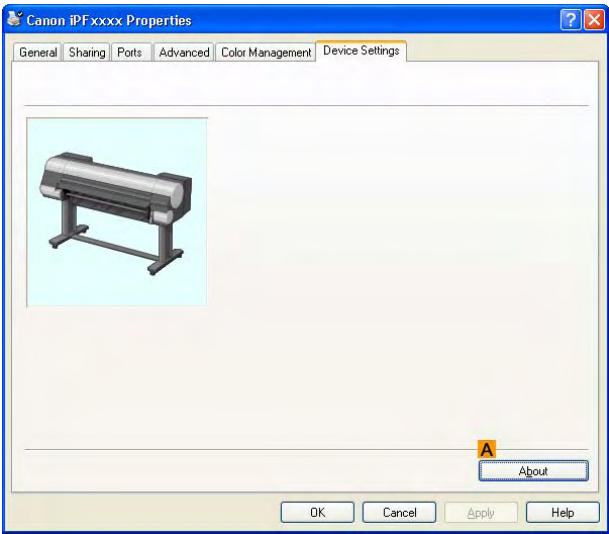 Canon iPFxxxx Properties
General Sharing Ports Advanced Color Management Device Settings
A
About
OK Cancel Apply Help